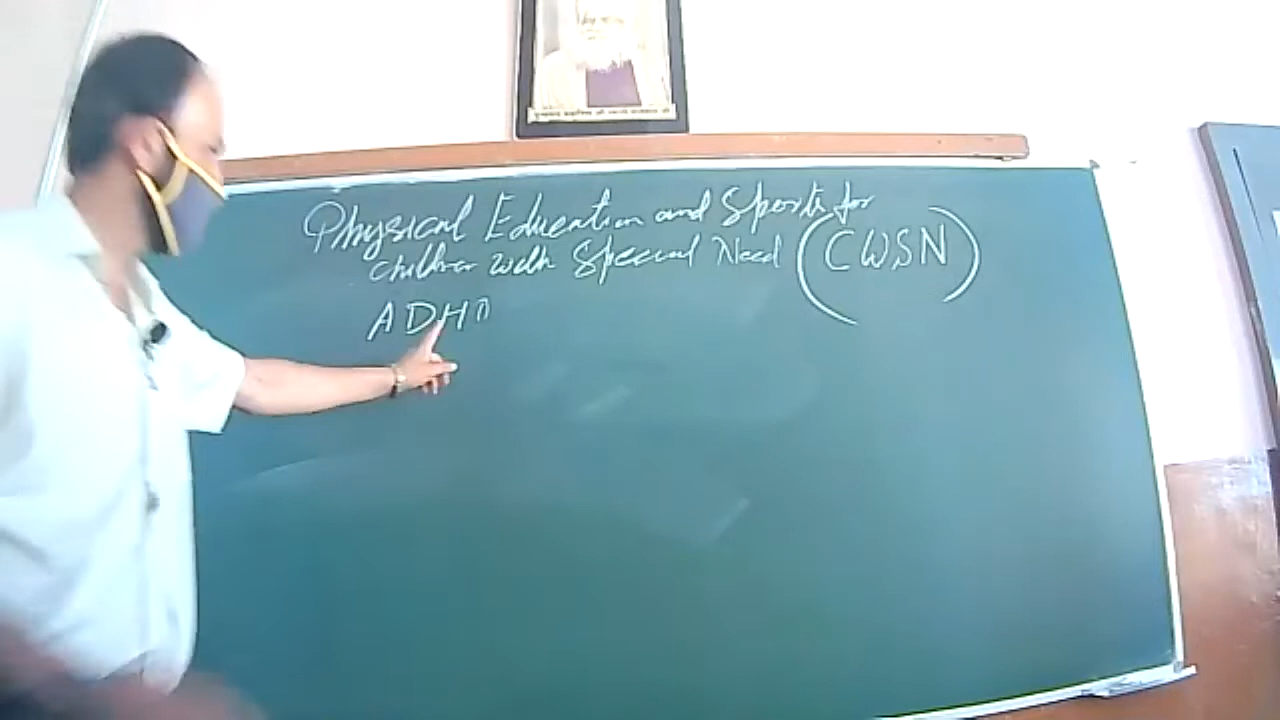 Physical Education and Sports for
children with Special Need (CWSN)
ADHD